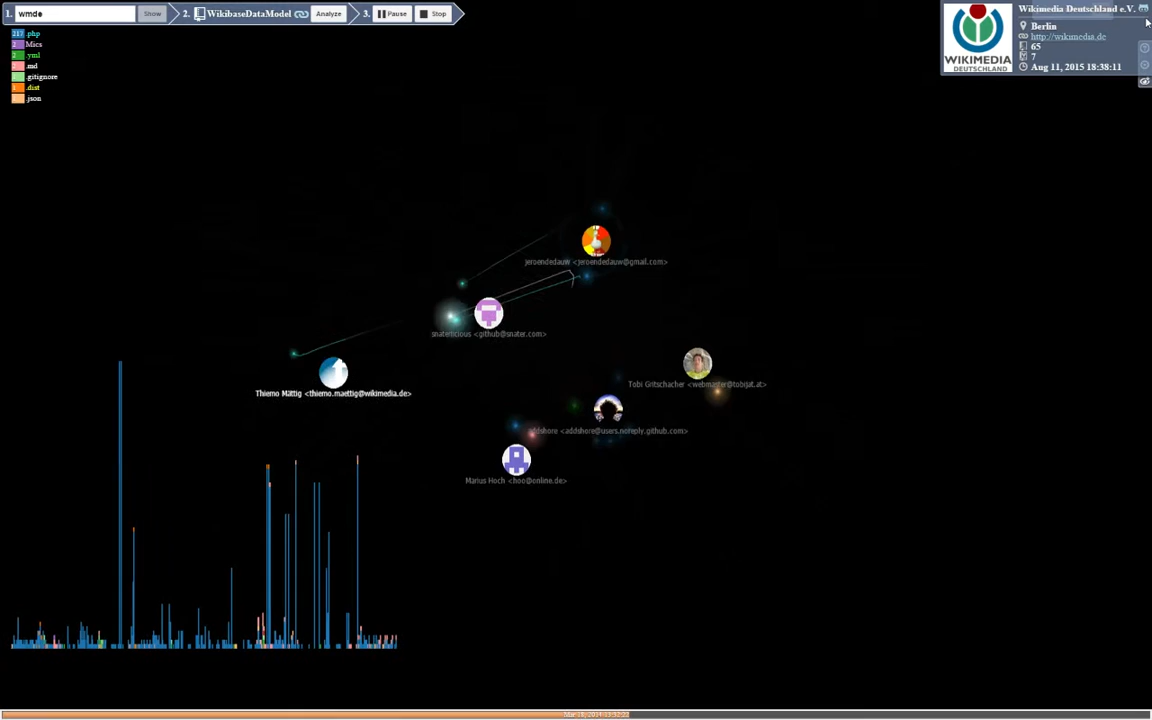 1. wmde Show 2. WikibaseDataModel Analyze 3. Pause Stop
217 .php
Mics
.yml
.md
.gitignore
.dist
.json
WIKIMEDIA
DEUTSCHLAND
Wikimedia Deutschland e.V.
Berlin
http://wikimedia.de
65
7
Aug 11, 2015 18:38:11
jeroendedauw <jeroendedauw@gmail.com>
snaterlicious <github@snater.com>
Tobi Gritschacher <webmaster@tobijat.at>
Thiemo Mättig <thiemo.maettig@wikimedia.de>
addshore <addshore@users.noreply.github.com>
Marius Hoch <hoo@online.de>